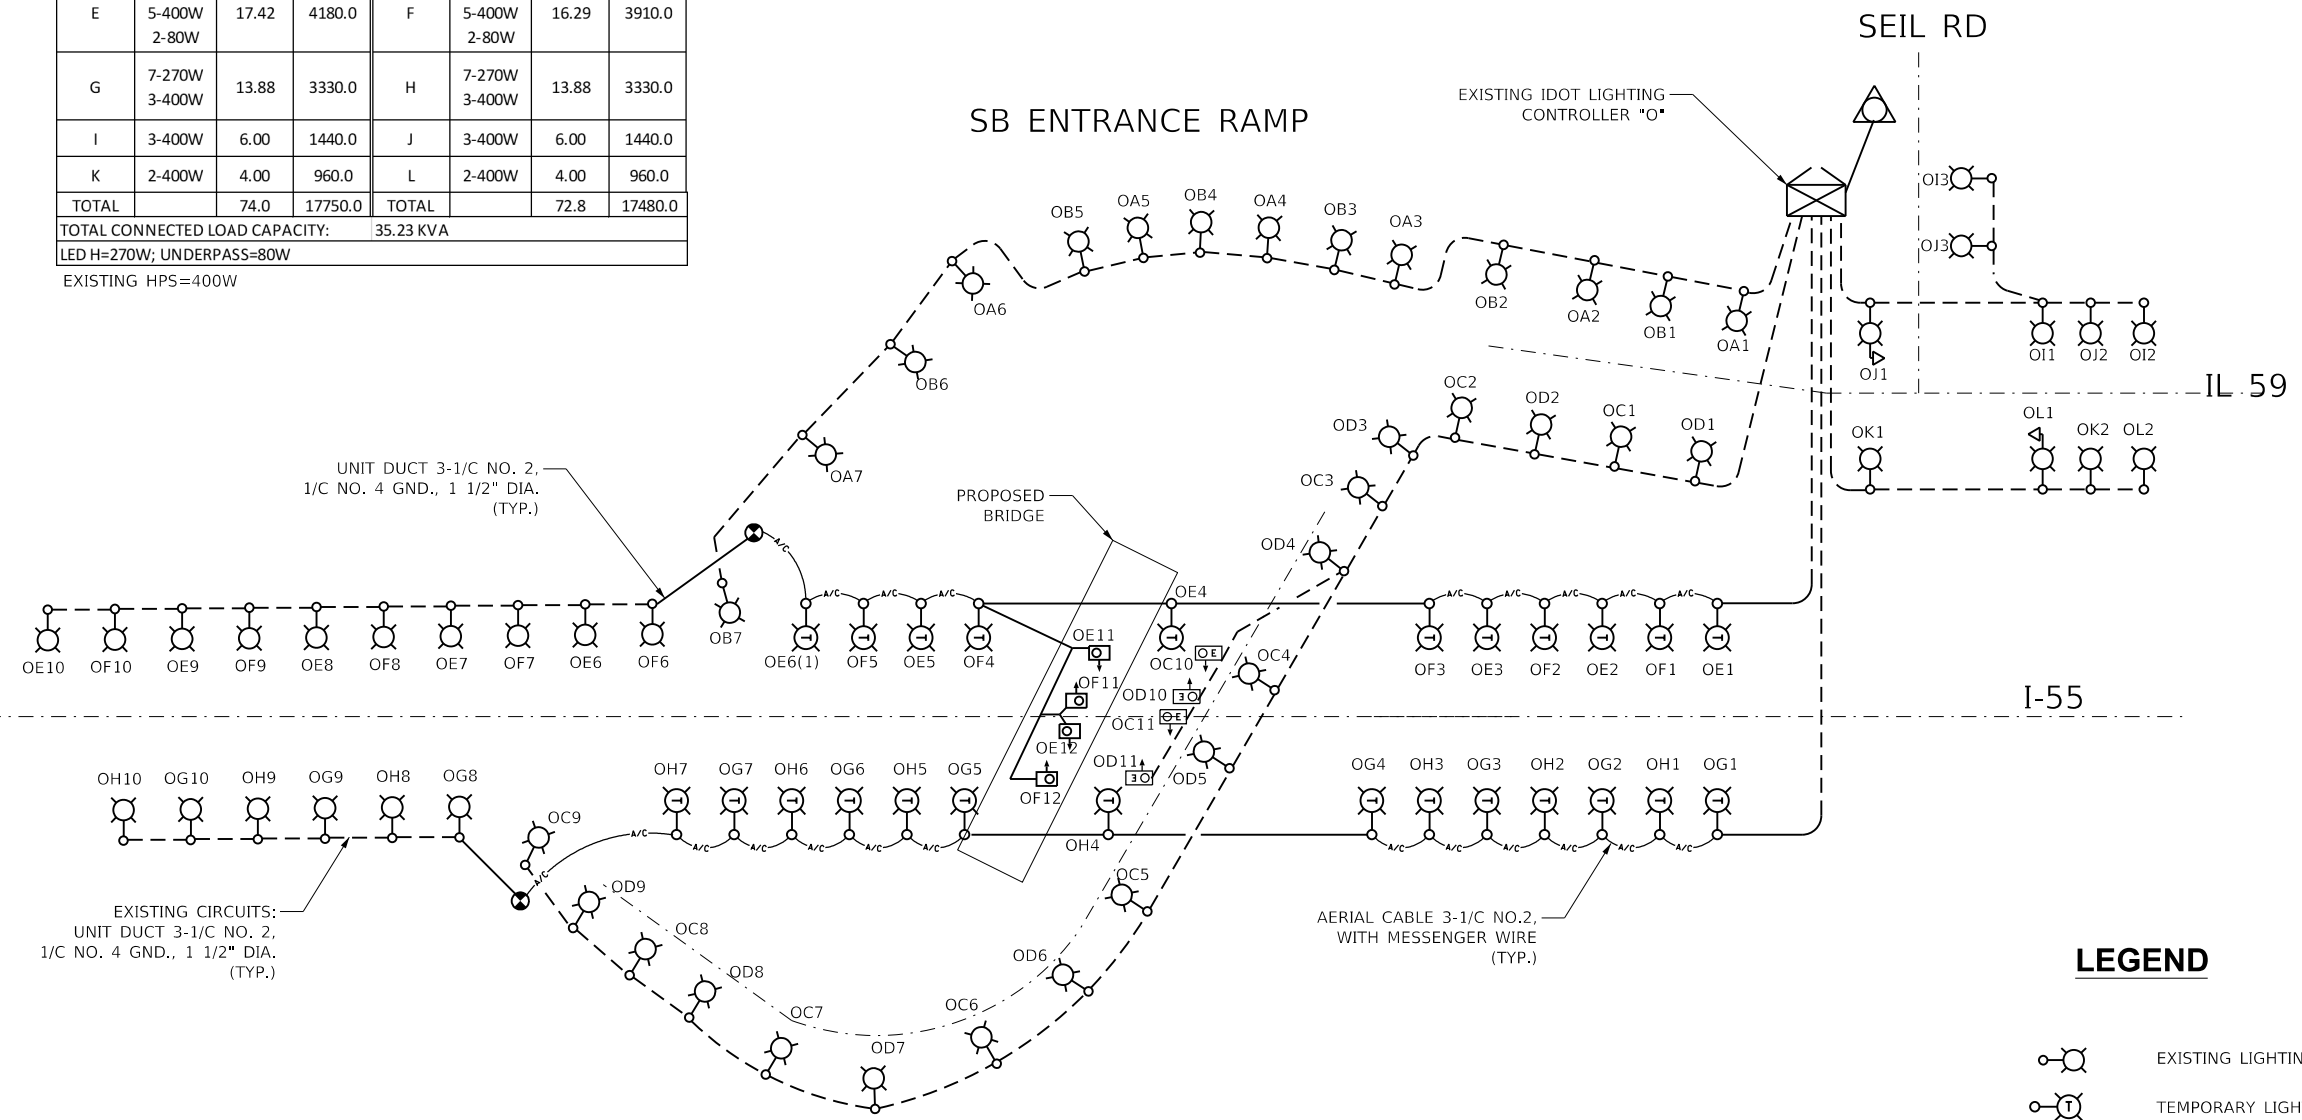 E 5-400W 17.42 4180.0 F 5-400W 16.29 3910.0
2-80W 2-80W
7-270W 7-270W
G 13.88 3330.0 H 13.88 3330.0
3-400W 3-400W
I 3-400W 6.00 1440.0 J 3-400W 6.00 1440.0
K 2-400W 4.00 960.0 L 2-400W 4.00 960.0
TOTAL 74.0 17750.0 TOTAL 72.8 17480.0
TOTAL CONNECTED LOAD CAPACITY: 35.23 KVA
LED H=270W; UNDERPASS=80W
EXISTING HPS=400W
SEIL RD
SB ENTRANCE RAMP
EXISTING IDOT LIGHTING
CONTROLLER "O"
OI3
OJ3
OB5 OA5 OB4 OA4 OB3 OA3
OA6
OB2 OA2 OB1 OA1
OB6
OA7
OJ1 OI1 OJ2 OI2
IL 59
OC2 OD2 OC1 OD1
OD3
OC3
OD4
OL1
OK1 OK2 OL2
UNIT DUCT 3-1/C NO. 2,
1/C NO. 4 GND., 1 1/2" DIA.
(TYP.)
PROPOSED
BRIDGE
A/C
A/C A/C A/C
OE4
A/C A/C A/C A/C A/C
OB7
T T T T T T T T T T T
OE10 OF10 OE9 OF9 OE8 OF8 OE7 OF7 OE6 OF6
OE6(1) OF5 OE5 OF4
OE11
OF11
OE12
OF12
OC10 E
OD10 E
OC11 E
OD11 E
OC4
OD5
OF3 OE3 OF2 OE2 OF1 OE1
I-55
OH10 OG10 OH9 OG9 OH8 OG8
OH7 OG7 OH6 OG6 OH5 OG5
OG4 OH3 OG3 OH2 OG2 OH1 OG1
T T T T T T T T T T T T T T
OH4
A/C A/C
A/C A/C A/C A/C A/C
A/C A/C A/C A/C A/C A/C
OC9
OD9
OC8
OD8
OC7
OD7
OC6
OD6
OC5
EXISTING CIRCUITS:
UNIT DUCT 3-1/C NO. 2,
1/C NO. 4 GND., 1 1/2" DIA.
(TYP.)
AERIAL CABLE 3-1/C NO.2,
WITH MESSENGER WIRE
(TYP.)
LEGEND
EXISTING LIGHTIN
T TEMPORARY LIGH